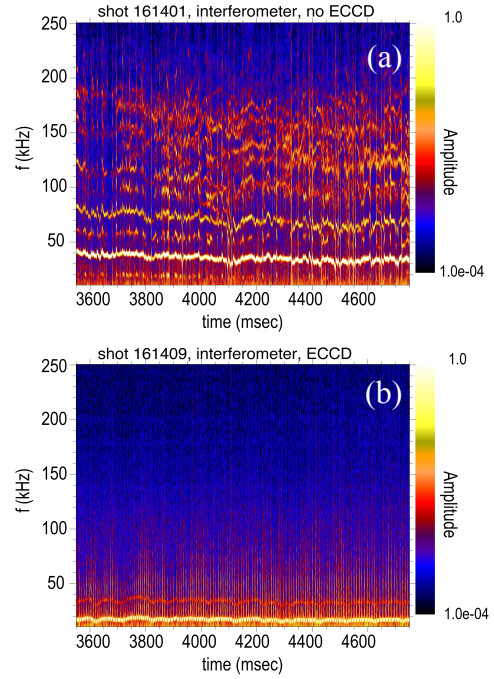 shot 161401, interferometer, no ECCD
(a)
250
200
150
100
50
f (kHz)
3600 3800 4000 4200 4400 4600
time (msec)
1.0
Amplitude
1.0e-04
shot 161409, interferometer, ECCD
(b)
250
200
150
100
50
f (kHz)
3600 3800 4000 4200 4400 4600
time (msec)
1.0
Amplitude
1.0e-04